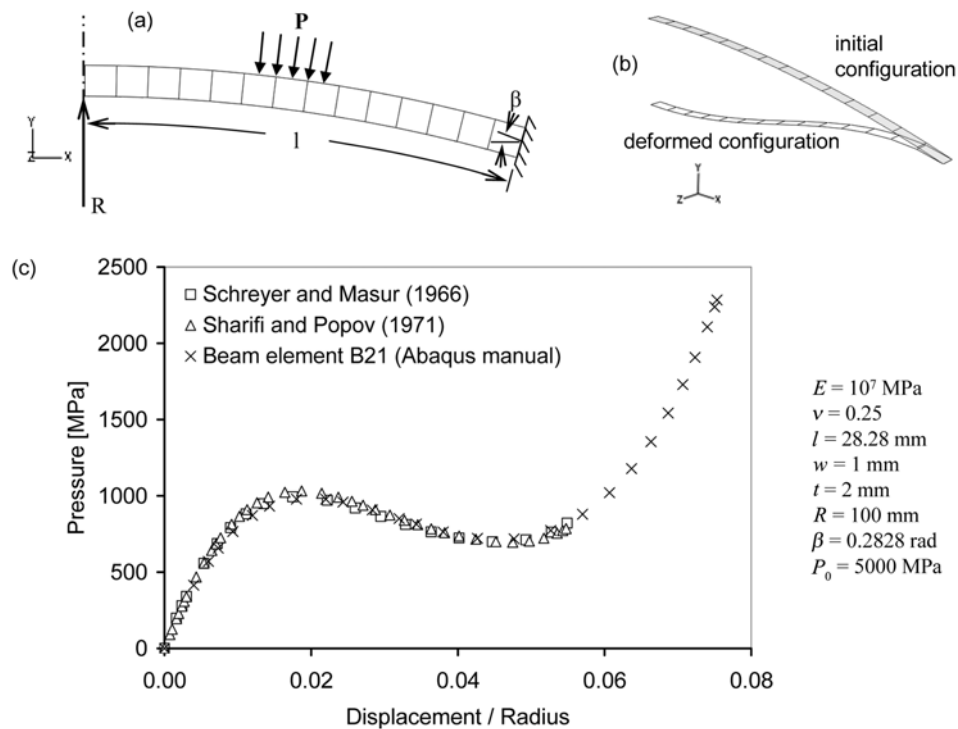 (a)
P
β
l
R
Y
Z X
(b)
initial
configuration
deformed configuration
Y
Z X
(c)
Pressure [MPa]
2500
2000
1500
1000
500
0
Schreyer and Masur (1966)
Sharifi and Popov (1971)
Beam element B21 (Abaqus manual)
0.00 0.02 0.04 0.06 0.08
Displacement / Radius
E = 10⁷ MPa
ν = 0.25
l = 28.28 mm
w = 1 mm
t = 2 mm
R = 100 mm
β = 0.2828 rad
P₀ = 5000 MPa